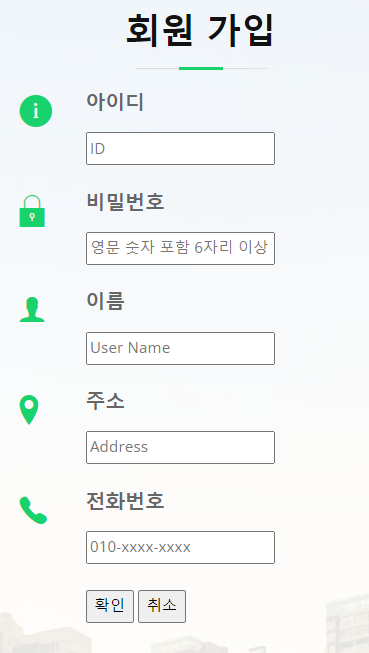 회원 가입
아이디
ID
비밀번호
영문 숫자 포함 6자리 이상
이름
User Name
주소
Address
전화번호
010-xxxx-xxxx
확인 취소